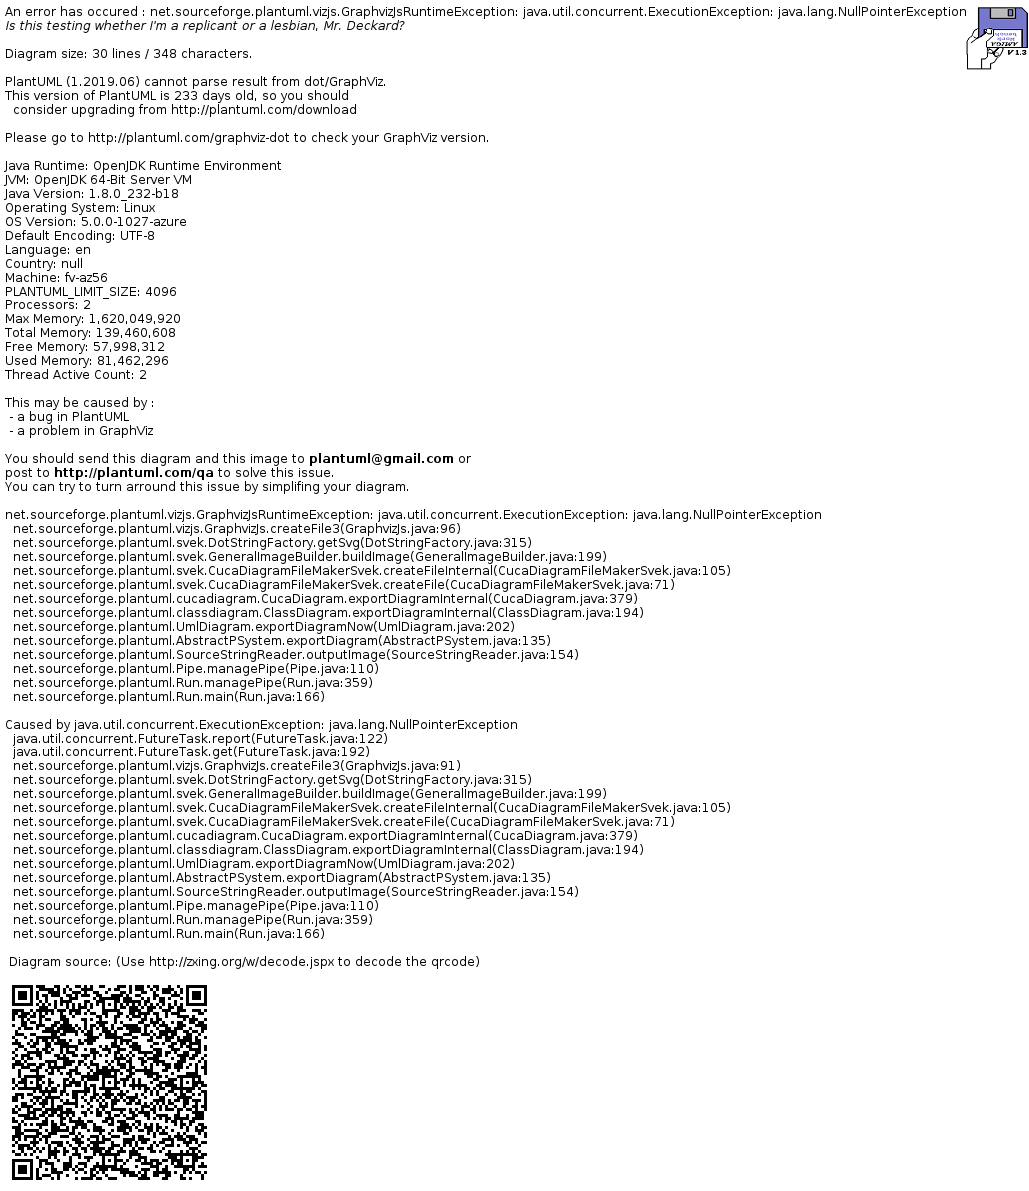 An error has occured : net.sourceforge.plantuml.vizjs.GraphvizJsRuntimeException: java.util.concurrent.ExecutionException: java.lang.NullPointerException
Is this testing whether I'm a replicant or a lesbian, Mr. Deckard?
AMIGA
V 1.3
Diagram size: 30 lines / 348 characters.
PlantUML (1.2019.06) cannot parse result from dot/GraphViz.
This version of PlantUML is 233 days old, so you should
consider upgrading from http://plantuml.com/download
Please go to http://plantuml.com/graphviz-dot to check your GraphViz version.
Java Runtime: OpenJDK Runtime Environment
JVM: OpenJDK 64-Bit Server VM
Java Version: 1.8.0_232-b18
Operating System: Linux
OS Version: 5.0.0-1027-azure
Default Encoding: UTF-8
Language: en
Country: null
Machine: fv-az56
PLANTUML_LIMIT_SIZE: 4096
Processors: 2
Max Memory: 1,620,049,920
Total Memory: 139,460,608
Free Memory: 57,998,312
Used Memory: 81,462,296
Thread Active Count: 2
This may be caused by :
- a bug in PlantUML
- a problem in GraphViz
You should send this diagram and this image to plantuml@gmail.com or
post to http://plantuml.com/qa to solve this issue.
You can try to turn arround this issue by simplifing your diagram.
net.sourceforge.plantuml.vizjs.GraphvizJsRuntimeException: java.util.concurrent.ExecutionException: java.lang.NullPointerException
net.sourceforge.plantuml.vizjs.GraphvizJs.createFile3(GraphvizJs.java:96)
net.sourceforge.plantuml.svek.DotStringFactory.getSvg(DotStringFactory.java:315)
net.sourceforge.plantuml.svek.GeneralImageBuilder.buildImage(GeneralImageBuilder.java:199)
net.sourceforge.plantuml.svek.CucaDiagramFileMakerSvek.createFileInternal(CucaDiagramFileMakerSvek.java:105)
net.sourceforge.plantuml.svek.CucaDiagramFileMakerSvek.createFile(CucaDiagramFileMakerSvek.java:71)
net.sourceforge.plantuml.cucadiagram.CucaDiagram.exportDiagramInternal(CucaDiagram.java:379)
net.sourceforge.plantuml.classdiagram.ClassDiagram.exportDiagramInternal(ClassDiagram.java:194)
net.sourceforge.plantuml.UmlDiagram.exportDiagramNow(UmlDiagram.java:202)
net.sourceforge.plantuml.AbstractPSystem.exportDiagram(AbstractPSystem.java:135)
net.sourceforge.plantuml.SourceStringReader.outputImage(SourceStringReader.java:154)
net.sourceforge.plantuml.Pipe.managePipe(Pipe.java:110)
net.sourceforge.plantuml.Run.managePipe(Run.java:359)
net.sourceforge.plantuml.Run.main(Run.java:166)
Caused by java.util.concurrent.ExecutionException: java.lang.NullPointerException
java.util.concurrent.FutureTask.report(FutureTask.java:122)
java.util.concurrent.FutureTask.get(FutureTask.java:192)
net.sourceforge.plantuml.vizjs.GraphvizJs.createFile3(GraphvizJs.java:91)
net.sourceforge.plantuml.svek.DotStringFactory.getSvg(DotStringFactory.java:315)
net.sourceforge.plantuml.svek.GeneralImageBuilder.buildImage(GeneralImageBuilder.java:199)
net.sourceforge.plantuml.svek.CucaDiagramFileMakerSvek.createFileInternal(CucaDiagramFileMakerSvek.java:105)
net.sourceforge.plantuml.svek.CucaDiagramFileMakerSvek.createFile(CucaDiagramFileMakerSvek.java:71)
net.sourceforge.plantuml.cucadiagram.CucaDiagram.exportDiagramInternal(CucaDiagram.java:379)
net.sourceforge.plantuml.classdiagram.ClassDiagram.exportDiagramInternal(ClassDiagram.java:194)
net.sourceforge.plantuml.UmlDiagram.exportDiagramNow(UmlDiagram.java:202)
net.sourceforge.plantuml.AbstractPSystem.exportDiagram(AbstractPSystem.java:135)
net.sourceforge.plantuml.SourceStringReader.outputImage(SourceStringReader.java:154)
net.sourceforge.plantuml.Pipe.managePipe(Pipe.java:110)
net.sourceforge.plantuml.Run.managePipe(Run.java:359)
net.sourceforge.plantuml.Run.main(Run.java:166)
Diagram source: (Use http://zxing.org/w/decode.jspx to decode the qrcode)